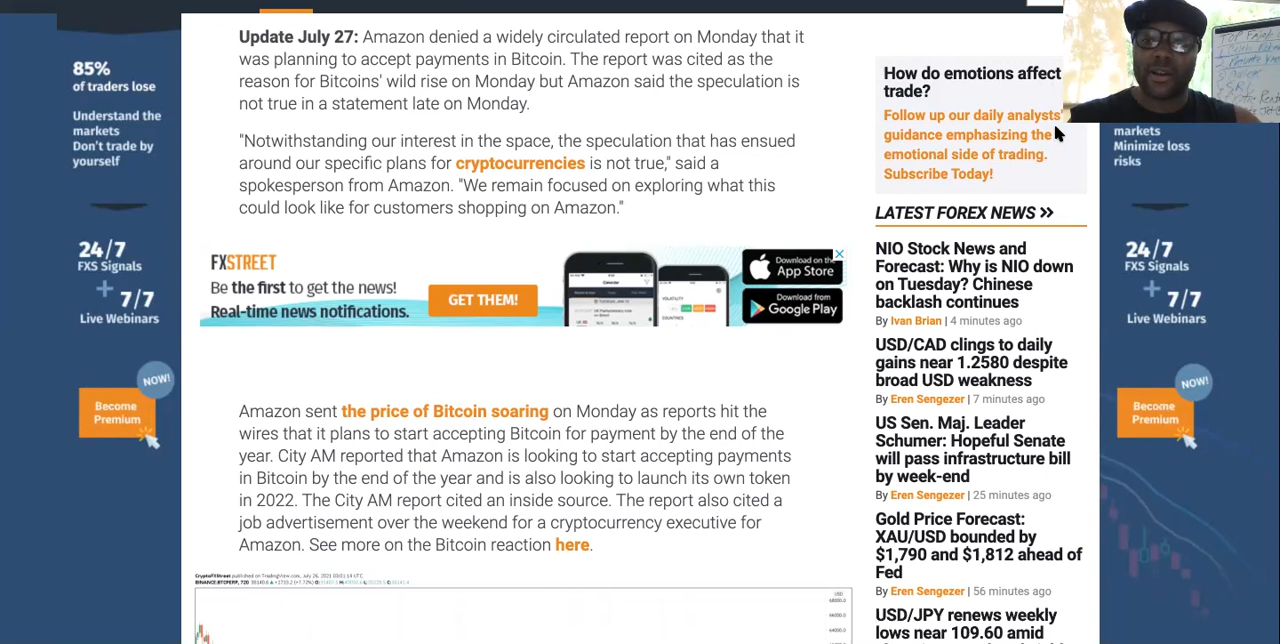 Update July 27: Amazon denied a widely circulated report on Monday that it
was planning to accept payments in Bitcoin. The report was cited as the
reason for Bitcoins' wild rise on Monday but Amazon said the speculation is
not true in a statement late on Monday.
"Notwithstanding our interest in the space, the speculation that has ensued
around our specific plans for cryptocurrencies is not true," said a
spokesperson from Amazon. "We remain focused on exploring what this
could look like for customers shopping on Amazon."
FXSTREET
Be the first to get the news!
Real-time news notifications.
GET THEM!
Download on the
App Store
Download from
Google Play
Amazon sent the price of Bitcoin soaring on Monday as reports hit the
wires that it plans to start accepting Bitcoin for payment by the end of the
year. City AM reported that Amazon is looking to start accepting payments
in Bitcoin by the end of the year and is also looking to launch its own token
in 2022. The City AM report cited an inside source. The report also cited a
job advertisement over the weekend for a cryptocurrency executive for
Amazon. See more on the Bitcoin reaction here.
85%
of traders lose
Understand the
markets
Don't trade by
yourself
24/7
FXS Signals
+ 7/7
Live Webinars
NOW!
Become
Premium
How do emotions affect
trade?
Follow up our daily analysts'
guidance emphasizing the
emotional side of trading.
Subscribe Today!
LATEST FOREX NEWS
NIO Stock News and
Forecast: Why is NIO down
on Tuesday? Chinese
backlash continues
By Ivan Brian | 4 minutes ago
USD/CAD clings to daily
gains near 1.2580 despite
broad USD weakness
By Eren Sengezer | 7 minutes ago
US Sen. Maj. Leader
Schumer: Hopeful Senate
will pass infrastructure bill
by week-end
By Eren Sengezer | 25 minutes ago
Gold Price Forecast:
XAU/USD bounded by
$1,790 and $1,812 ahead of
Fed
By Eren Sengezer | 56 minutes ago
USD/JPY renews weekly
lows near 109.60 amid
markets
Minimize loss
risks
24/7
FXS Signals
+ 7/7
Live Webinars
NOW!
Become
Premium